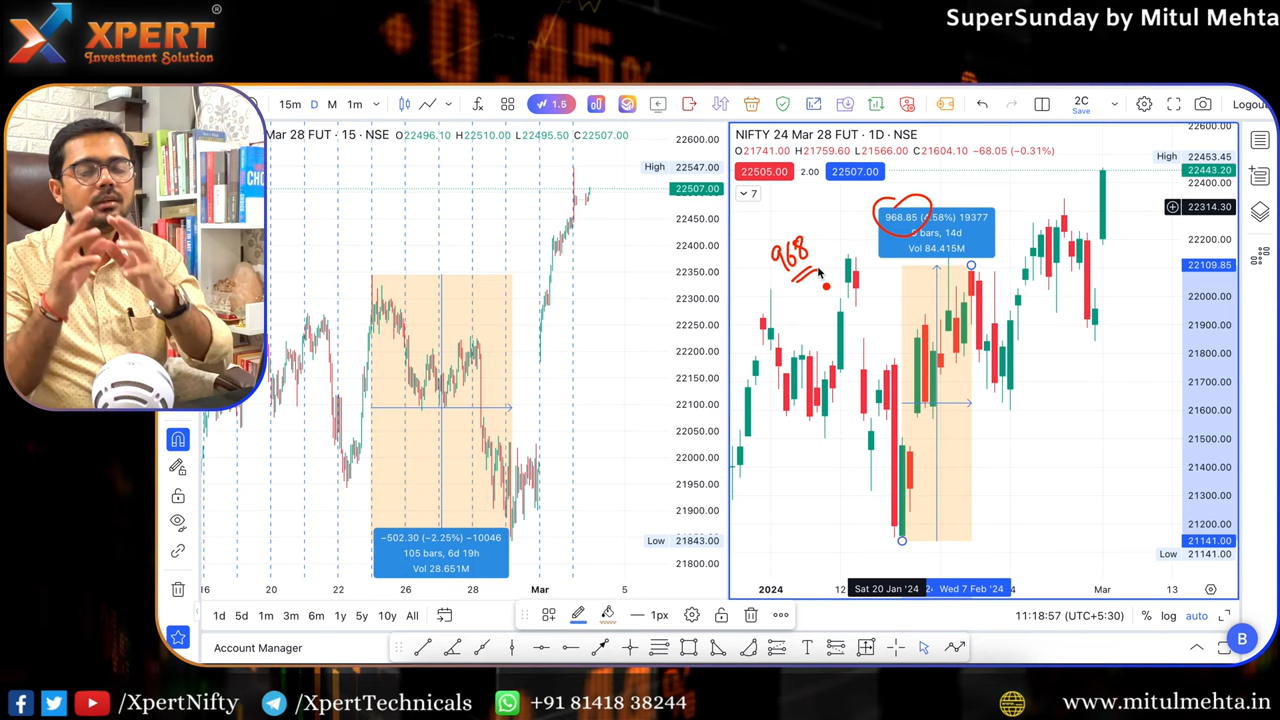 XPERT
®
Investment Solution
SuperSunday by Mitul Mehta
15m D M 1m 1.5 2C Save Logout
Mar 28 FUT · 15 · NSE O22496.10 H22510.00 L22495.50 C22507.00
22600.00
High 22547.00
22507.00
22450.00
22400.00
22350.00
22300.00
22250.00
22200.00
22150.00
22100.00
22050.00
22000.00
21950.00
21900.00
Low 21843.00
21800.00
−502.30 (−2.25%) −10046
105 bars, 6d 19h
Vol 28.651M
16 22 26 28 Mar 5
NIFTY 24 Mar 28 FUT · 1D · NSE
O21741.00 H21759.60 L21566.00 C21604.10 −68.05 (−0.31%)
22505.00 2.00 22507.00
7
968
968.85 (4.58%) 19377
bars, 14d
Vol 84.415M
22600.00
High 22453.45
22443.20
22400.00
22314.30
22200.00
22109.85
22000.00
21900.00
21800.00
21700.00
21600.00
21500.00
21400.00
21300.00
21200.00
21141.00
Low 21141.00
2024 12 Sat 20 Jan '24 Wed 7 Feb '24 Mar 13
1d 5d 1m 3m 6m 1y 5y 10y All 1px 11:18:57 (UTC+5:30) % log auto
Account Manager
B
/XpertNifty /XpertTechnicals +91 81418 38244 www.mitulmehta.in